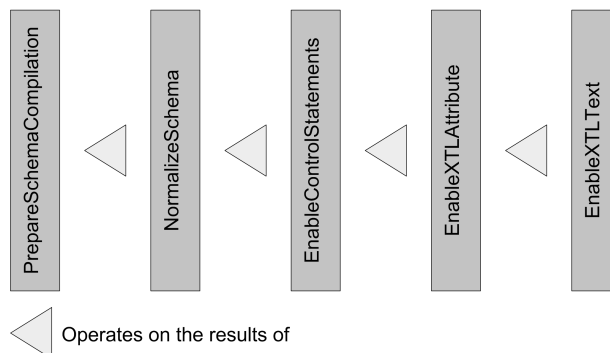 PrepareSchemaCompilation
NormalizeSchema
EnableControlStatements
EnableXTLAttribute
EnableXTLText
Operates on the results of